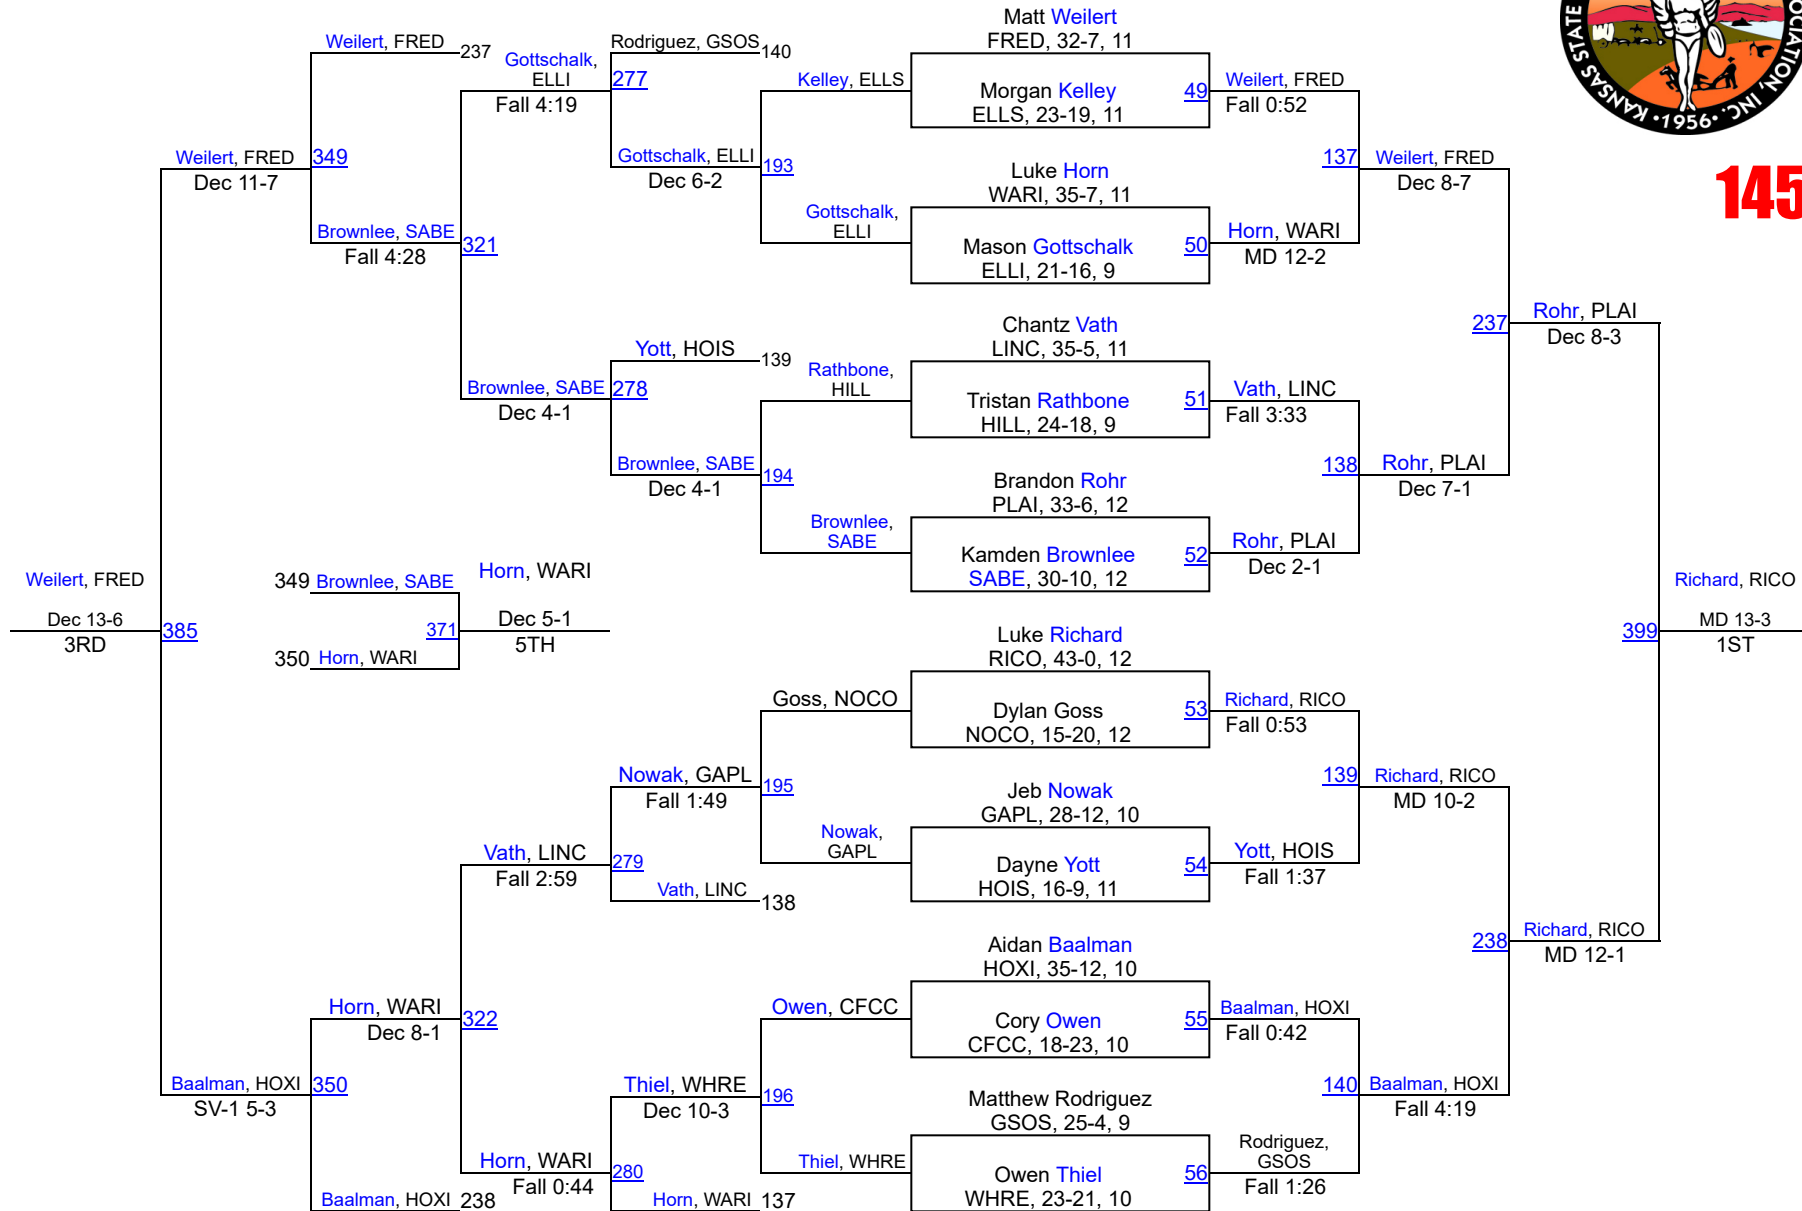 Matt Weilert
FRED, 32-7, 11
Morgan Kelley
ELLS, 23-19, 11
Luke Horn
WARI, 35-7, 11
Mason Gottschalk
ELLI, 21-16, 9
Chantz Vath
LINC, 35-5, 11
Tristan Rathbone
HILL, 24-18, 9
Brandon Rohr
PLAI, 33-6, 12
Kamden Brownlee
SABE, 30-10, 12
Luke Richard
RICO, 43-0, 12
Dylan Goss
NOCO, 15-20, 12
Jeb Nowak
GAPL, 28-12, 10
Dayne Yott
HOIS, 16-9, 11
Aidan Baalman
HOXI, 35-12, 10
Cory Owen
CFCC, 18-23, 10
Matthew Rodriguez
GSOS, 25-4, 9
Owen Thiel
WHRE, 23-21, 10
49
Weilert, FRED
Fall 0:52
50
Horn, WARI
MD 12-2
51
Vath, LINC
Fall 3:33
52
Rohr, PLAI
Dec 2-1
53
Richard, RICO
Fall 0:53
54
Yott, HOIS
Fall 1:37
55
Baalman, HOXI
Fall 0:42
56
Rodriguez,
GSOS
Fall 1:26
137
Weilert, FRED
Dec 8-7
138
Rohr, PLAI
Dec 7-1
139
Richard, RICO
MD 10-2
140
Baalman, HOXI
Fall 4:19
237
Rohr, PLAI
Dec 8-3
238
Richard, RICO
MD 12-1
399
Richard, RICO
MD 13-3
1ST
Kelley, ELLS
Gottschalk,
ELLI
193
Gottschalk, ELLI
Dec 6-2
Rodriguez, GSOS
140
277
Gottschalk,
ELLI
Fall 4:19
Rathbone,
HILL
Brownlee,
SABE
194
Brownlee, SABE
Dec 4-1
Yott, HOIS
139
278
Brownlee, SABE
Dec 4-1
321
Brownlee, SABE
Fall 4:28
Weilert, FRED
237
349
Weilert, FRED
Dec 11-7
Goss, NOCO
Nowak,
GAPL
195
Nowak, GAPL
Fall 1:49
Vath, LINC
138
279
Vath, LINC
Fall 2:59
Owen, CFCC
Thiel, WHRE
196
Thiel, WHRE
Dec 10-3
Horn, WARI
137
280
Horn, WARI
Fall 0:44
322
Horn, WARI
Dec 8-1
Baalman, HOXI
238
350
Baalman, HOXI
SV-1 5-3
385
Weilert, FRED
Dec 13-6
3RD
349 Brownlee, SABE
350 Horn, WARI
371
Horn, WARI
Dec 5-1
5TH
KANSAS STATE
OCIATION, INC.
•1956•
145